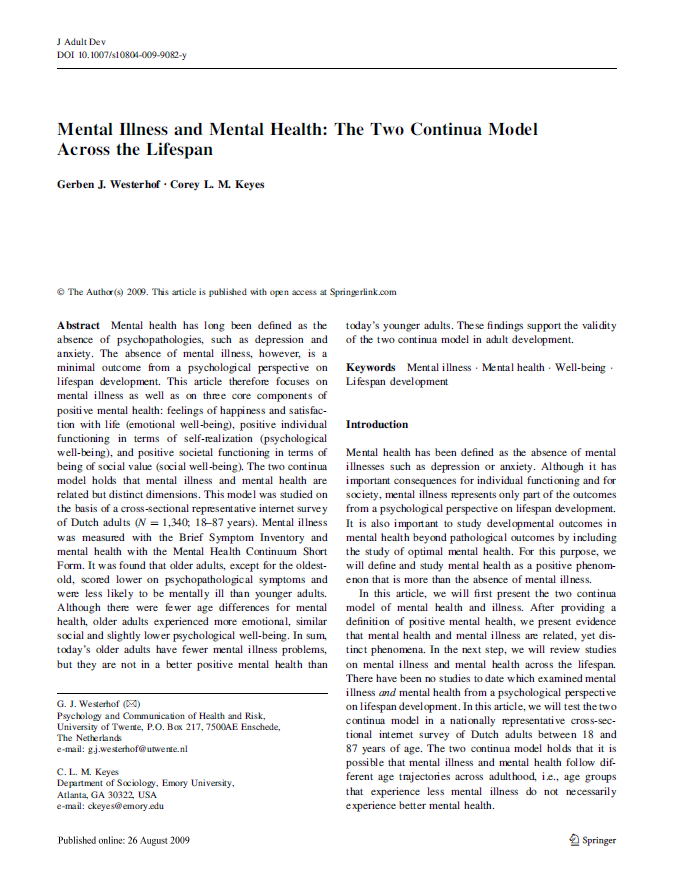 J Adult Dev
DOI 10.1007/s10804-009-9082-y
Mental Illness and Mental Health: The Two Continua Model
Across the Lifespan
Gerben J. Westerhof · Corey L. M. Keyes
© The Author(s) 2009. This article is published with open access at Springerlink.com
Abstract Mental health has long been defined as the
absence of psychopathologies, such as depression and
anxiety. The absence of mental illness, however, is a
minimal outcome from a psychological perspective on
lifespan development. This article therefore focuses on
mental illness as well as on three core components of
positive mental health: feelings of happiness and satisfac-
tion with life (emotional well-being), positive individual
functioning in terms of self-realization (psychological
well-being), and positive societal functioning in terms of
being of social value (social well-being). The two continua
model holds that mental illness and mental health are
related but distinct dimensions. This model was studied on
the basis of a cross-sectional representative internet survey
of Dutch adults (N = 1,340; 18–87 years). Mental illness
was measured with the Brief Symptom Inventory and
mental health with the Mental Health Continuum Short
Form. It was found that older adults, except for the oldest-
old, scored lower on psychopathological symptoms and
were less likely to be mentally ill than younger adults.
Although there were fewer age differences for mental
health, older adults experienced more emotional, similar
social and slightly lower psychological well-being. In sum,
today's older adults have fewer mental illness problems,
but they are not in a better positive mental health than
today's younger adults. These findings support the validity
of the two continua model in adult development.
Keywords Mental illness · Mental health · Well-being ·
Lifespan development
Introduction
Mental health has been defined as the absence of mental
illnesses such as depression or anxiety. Although it has
important consequences for individual functioning and for
society, mental illness represents only part of the outcomes
from a psychological perspective on lifespan development.
It is also important to study developmental outcomes in
mental health beyond pathological outcomes by including
the study of optimal mental health. For this purpose, we
will define and study mental health as a positive phenom-
enon that is more than the absence of mental illness.
In this article, we will first present the two continua
model of mental health and illness. After providing a
definition of positive mental health, we present evidence
that mental health and mental illness are related, yet dis-
tinct phenomena. In the next step, we will review studies
on mental illness and mental health across the lifespan.
There have been no studies to date which examined mental
illness and mental health from a psychological perspective
on lifespan development. In this article, we will test the two
continua model in a nationally representative cross-sec-
tional internet survey of Dutch adults between 18 and
87 years of age. The two continua model holds that it is
possible that mental illness and mental health follow dif-
ferent age trajectories across adulthood, i.e., age groups
that experience less mental illness do not necessarily
experience better mental health.
G. J. Westerhof (✉)
Psychology and Communication of Health and Risk,
University of Twente, P.O. Box 217, 7500AE Enschede,
The Netherlands
e-mail: g.j.westerhof@utwente.nl
C. L. M. Keyes
Department of Sociology, Emory University,
Atlanta, GA 30322, USA
e-mail: ckeyes@emory.edu
Published online: 26 August 2009
Springer